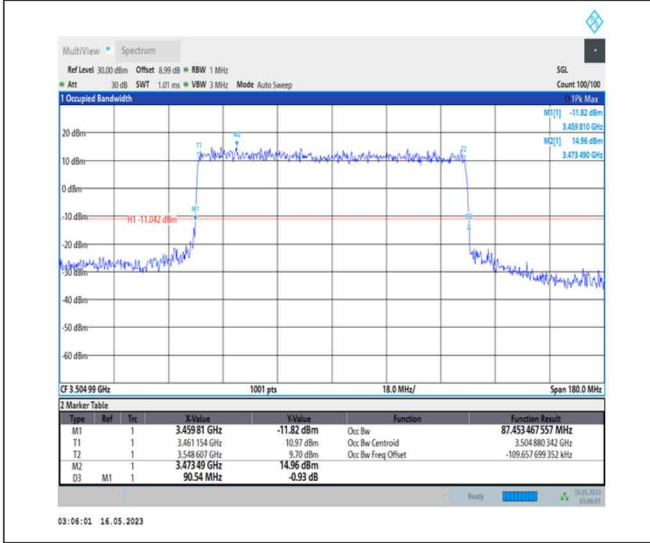 MultiView Spectrum
Ref Level 30.00 dBm Offset 8.99 dB RBW 1 MHz SGL
Att 30 dB SWT 1.01 ms VBW 3 MHz Mode Auto Sweep Count 100/100
1 Occupied Bandwidth 1Pk Max
M1[1] -11.82 dBm
3.459 810 GHz
20 dBm M2 M2[1] 14.96 dBm
T1 T2 3.473 490 GHz
10 dBm
0 dBm
M1
-10 dBm H1 -11.042 dBm D3
-20 dBm
-30 dBm
-40 dBm
-50 dBm
-60 dBm
CF 3.504 99 GHz 1001 pts 18.0 MHz/ Span 180.0 MHz
2 Marker Table
Type Ref Trc X-Value Y-Value Function Function Result
M1 1 3.459 81 GHz -11.82 dBm Occ Bw 87.453 467 557 MHz
T1 1 3.461 154 GHz 10.97 dBm Occ Bw Centroid 3.504 880 342 GHz
T2 1 3.548 607 GHz 9.70 dBm Occ Bw Freq Offset -109.657 699 352 kHz
M2 1 3.473 49 GHz 14.96 dBm
D3 M1 1 90.54 MHz -0.93 dB
Ready 16.05.2023
03:06:01
03:06:01 16.05.2023